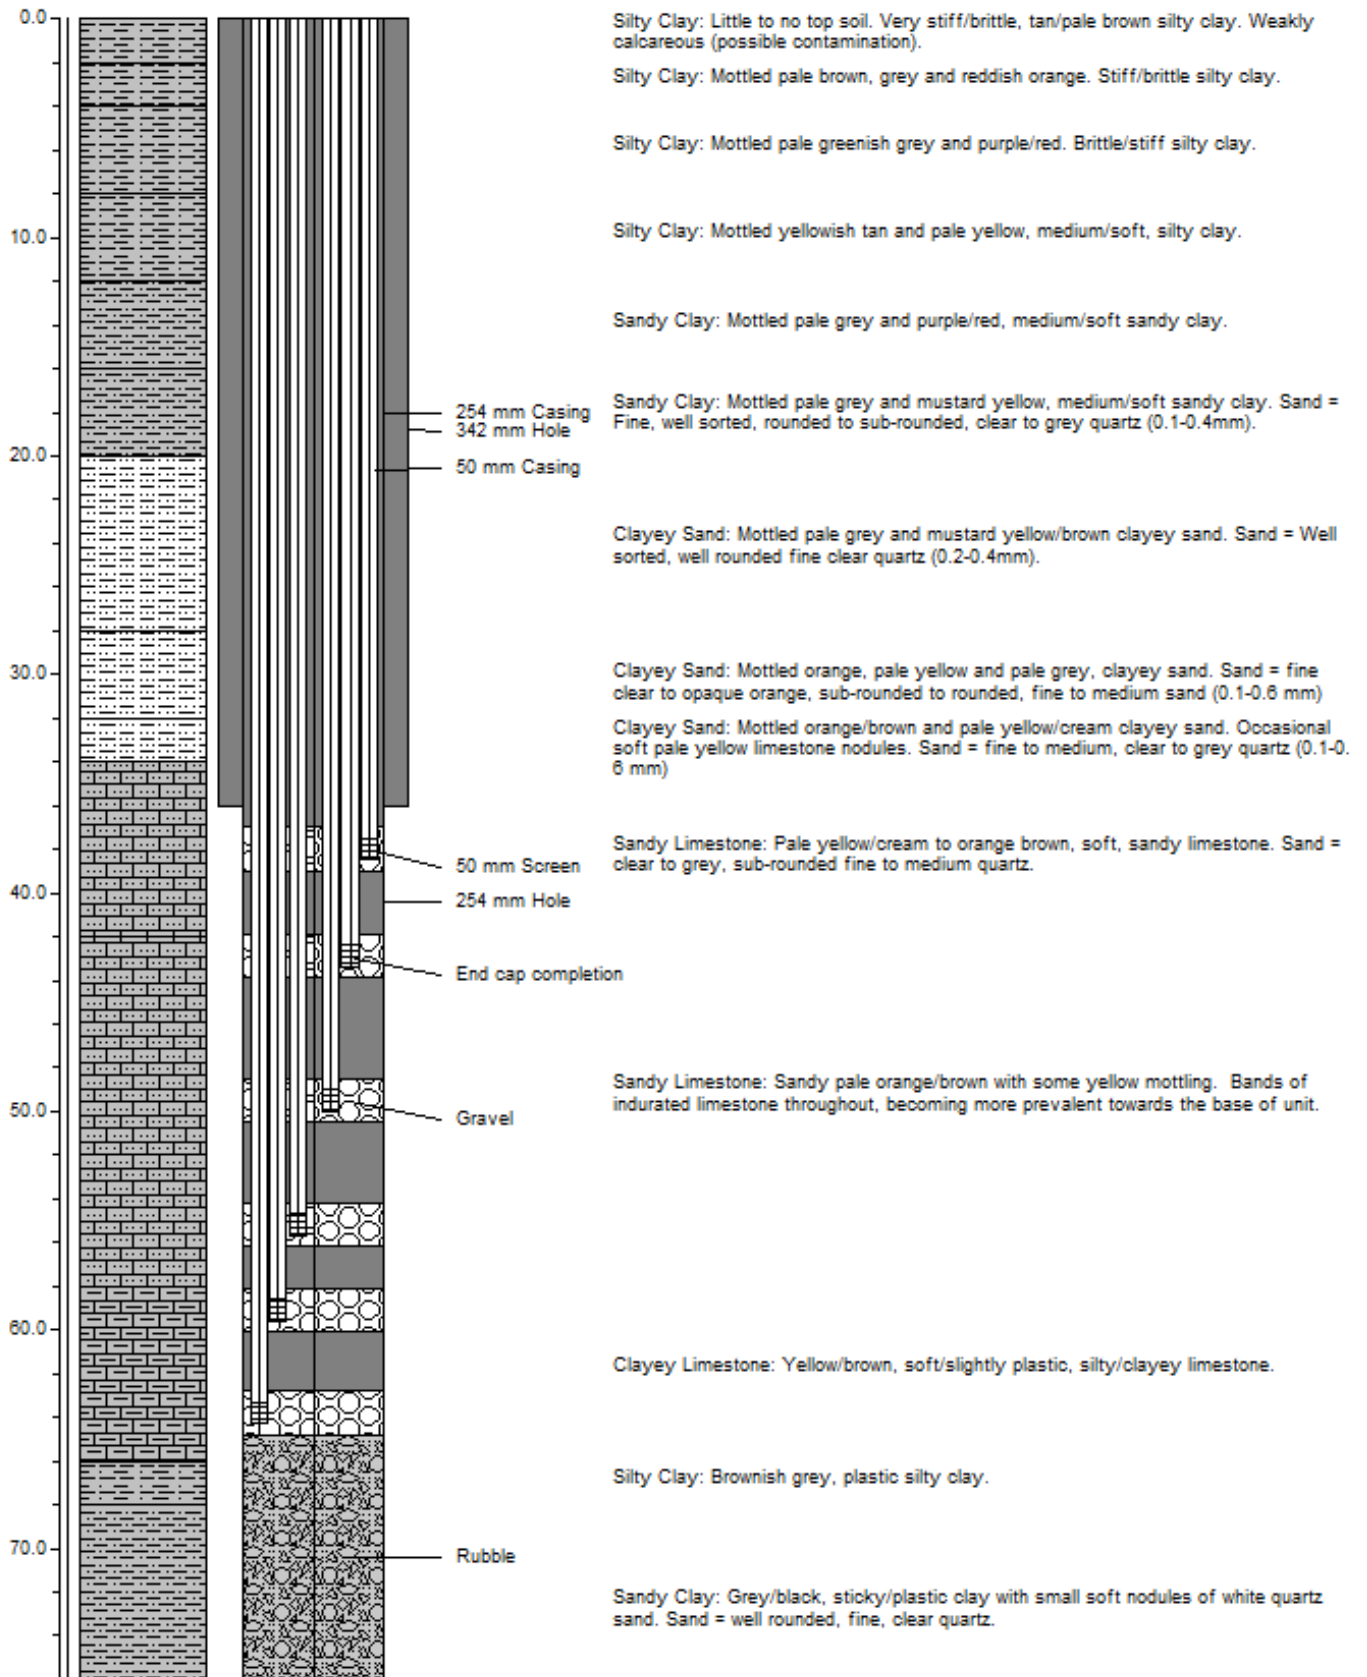 0.0
Silty Clay: Little to no top soil. Very stiff/brittle, tan/pale brown silty clay. Weakly
calcareous (possible contamination).
Silty Clay: Mottled pale brown, grey and reddish orange. Stiff/brittle silty clay.
Silty Clay: Mottled pale greenish grey and purple/red. Brittle/stiff silty clay.
10.0
Silty Clay: Mottled yellowish tan and pale yellow, medium/soft, silty clay.
Sandy Clay: Mottled pale grey and purple/red, medium/soft sandy clay.
254 mm Casing
342 mm Hole
Sandy Clay: Mottled pale grey and mustard yellow, medium/soft sandy clay. Sand =
Fine, well sorted, rounded to sub-rounded, clear to grey quartz (0.1-0.4mm).
20.0
50 mm Casing
Clayey Sand: Mottled pale grey and mustard yellow/brown clayey sand. Sand = Well
sorted, well rounded fine clear quartz (0.2-0.4mm).
30.0
Clayey Sand: Mottled orange, pale yellow and pale grey, clayey sand. Sand = fine
clear to opaque orange, sub-rounded to rounded, fine to medium sand (0.1-0.6 mm)
Clayey Sand: Mottled orange/brown and pale yellow/cream clayey sand. Occasional
soft pale yellow limestone nodules. Sand = fine to medium, clear to grey quartz (0.1-0.
6 mm)
Sandy Limestone: Pale yellow/cream to orange brown, soft, sandy limestone. Sand =
clear to grey, sub-rounded fine to medium quartz.
50 mm Screen
40.0
254 mm Hole
End cap completion
Sandy Limestone: Sandy pale orange/brown with some yellow mottling.  Bands of
indurated limestone throughout, becoming more prevalent towards the base of unit.
50.0
Gravel
60.0
Clayey Limestone: Yellow/brown, soft/slightly plastic, silty/clayey limestone.
Silty Clay: Brownish grey, plastic silty clay.
70.0
Rubble
Sandy Clay: Grey/black, sticky/plastic clay with small soft nodules of white quartz
sand. Sand = well rounded, fine, clear quartz.